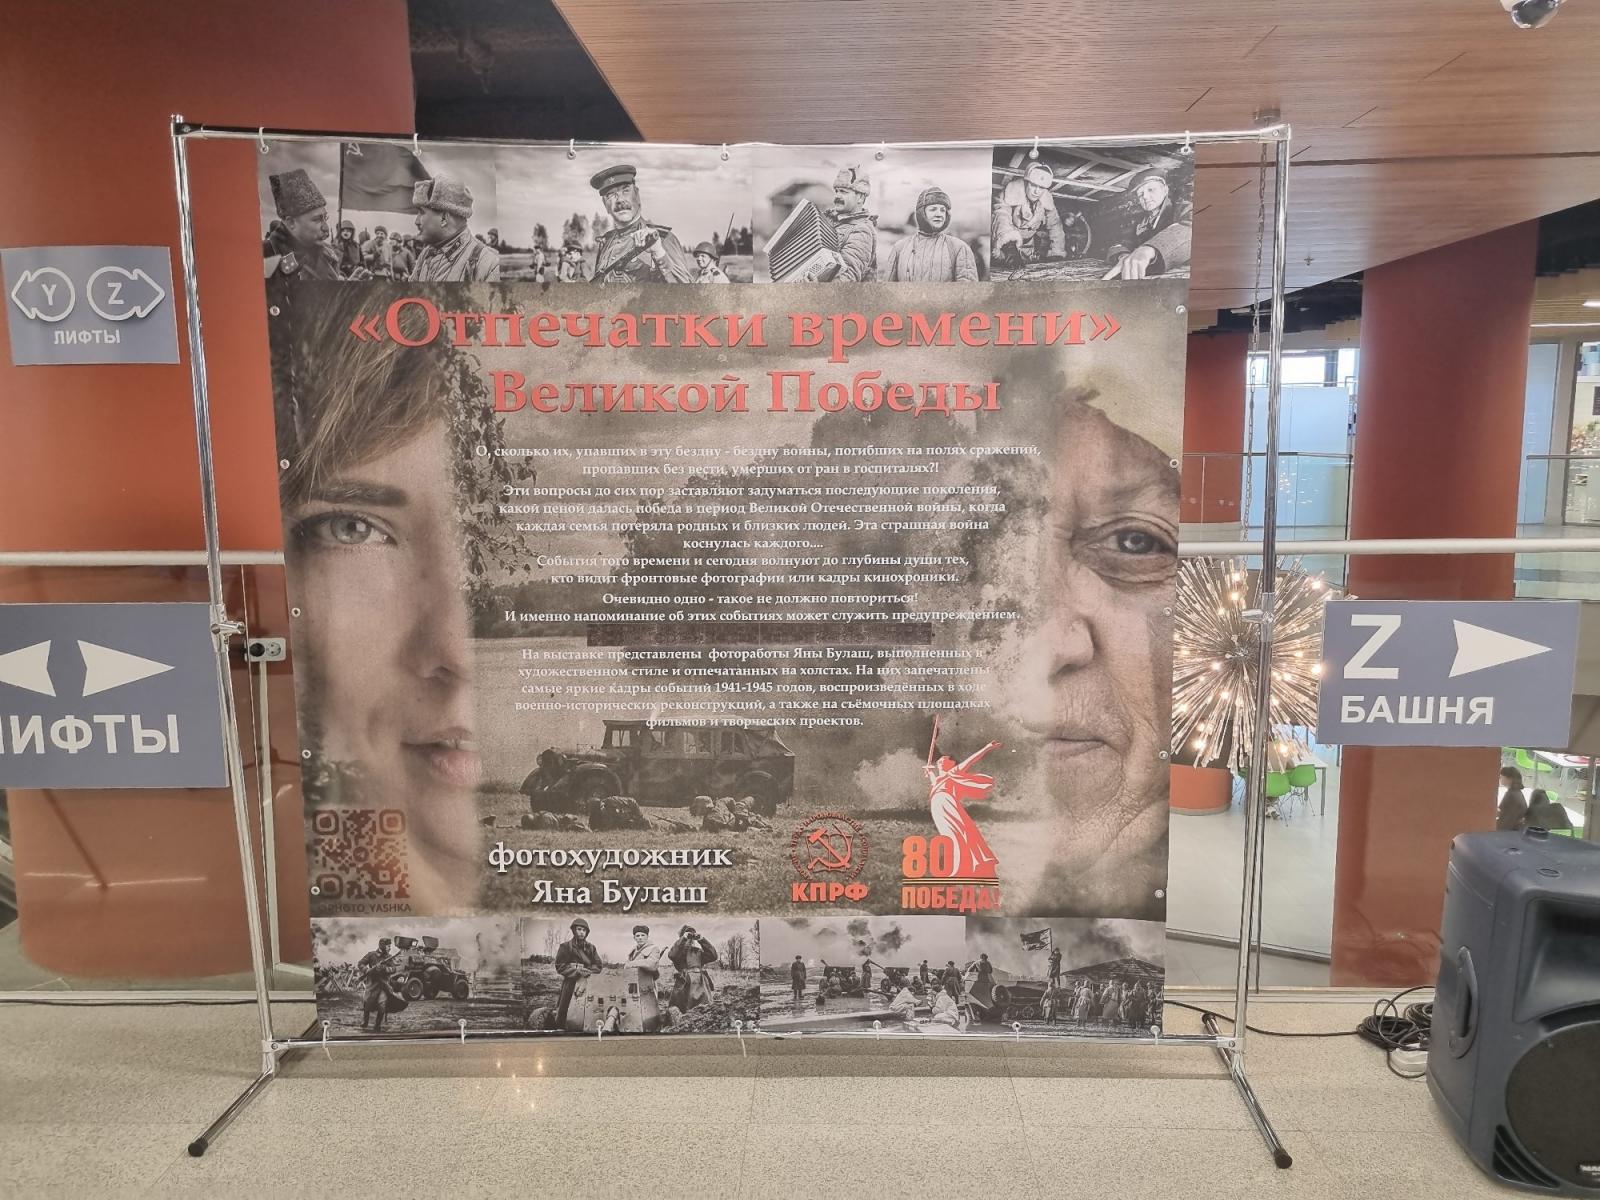 Y Z
ЛИФТЫ
«Отпечатки времени»
Великой Победы
О, сколько их, упавших в эту бездну - бездну войны, погибших на полях сражений,
пропавших без вести, умерших от ран в госпиталях?!
Эти вопросы до сих пор заставляют задуматься последующие поколения,
какой ценой далась победа в период Великой Отечественной войны, когда
каждая семья потеряла родных и близких людей. Эта страшная война
коснулась каждого....
События того времени и сегодня волнуют до глубины души тех,
кто видит фронтовые фотографии или кадры кинохроники.
Очевидно одно - такое не должно повториться!
И именно напоминание об этих событиях может служить предупреждением.
На выставке представлены фотоработы Яны Булаш, выполненных в
художественном стиле и отпечатанных на холстах. На них запечатлены
самые яркие кадры событий 1941-1945 годов, воспроизведённых в ходе
военно-исторических реконструкций, а также на съёмочных площадках
фильмов и творческих проектов.
фотохудожник
Яна Булаш
КПРФ
80
ПОБЕДА!
PHOTO_YASHKA
ЛИФТЫ
Z
БАШНЯ